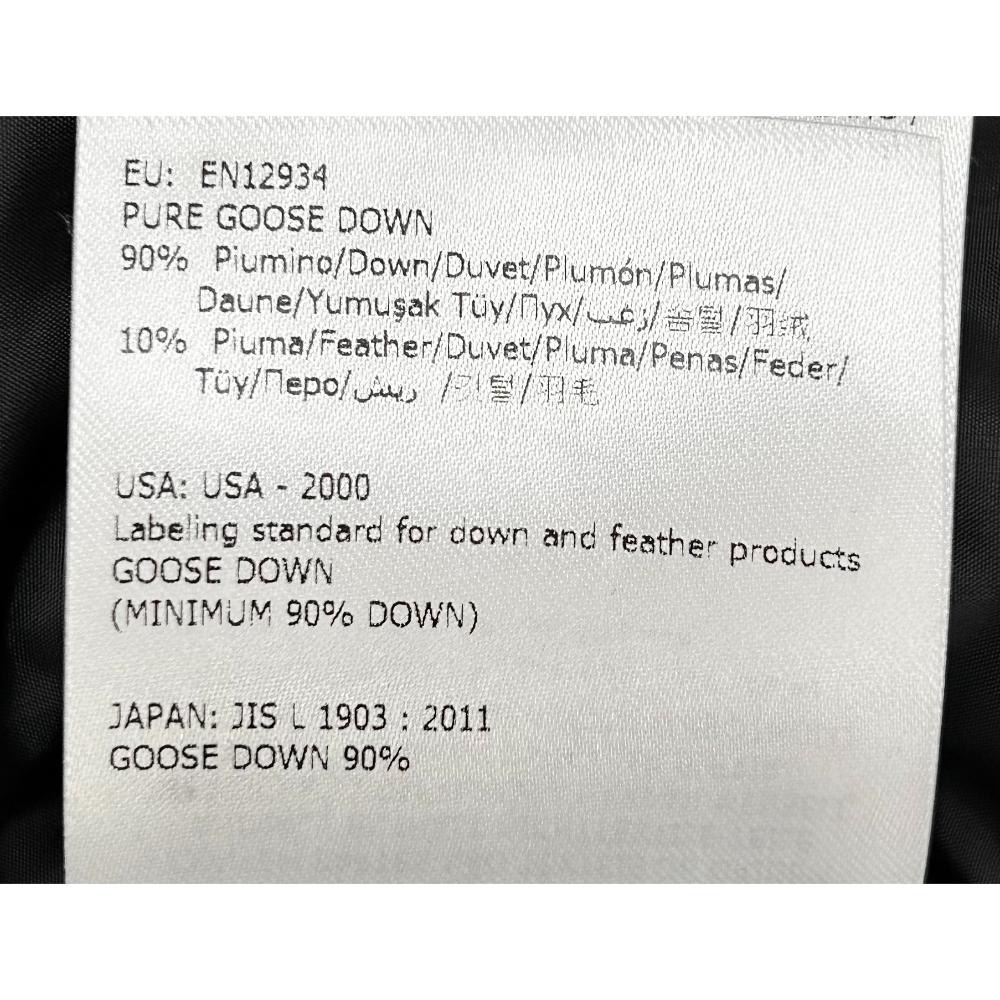 EU: EN12934
PURE GOOSE DOWN
90% Piumino/Down/Duvet/Plumón/Plumas/
Daune/Yumuşak Tüy/Пух/زغب/솜털/羽绒
10% Piuma/Feather/Duvet/Pluma/Penas/Feder/
Tüy/Перо/ريش /깃털/羽毛
USA: USA - 2000
Labeling standard for down and feather products
GOOSE DOWN
(MINIMUM 90% DOWN)
JAPAN: JIS L 1903 : 2011
GOOSE DOWN 90%